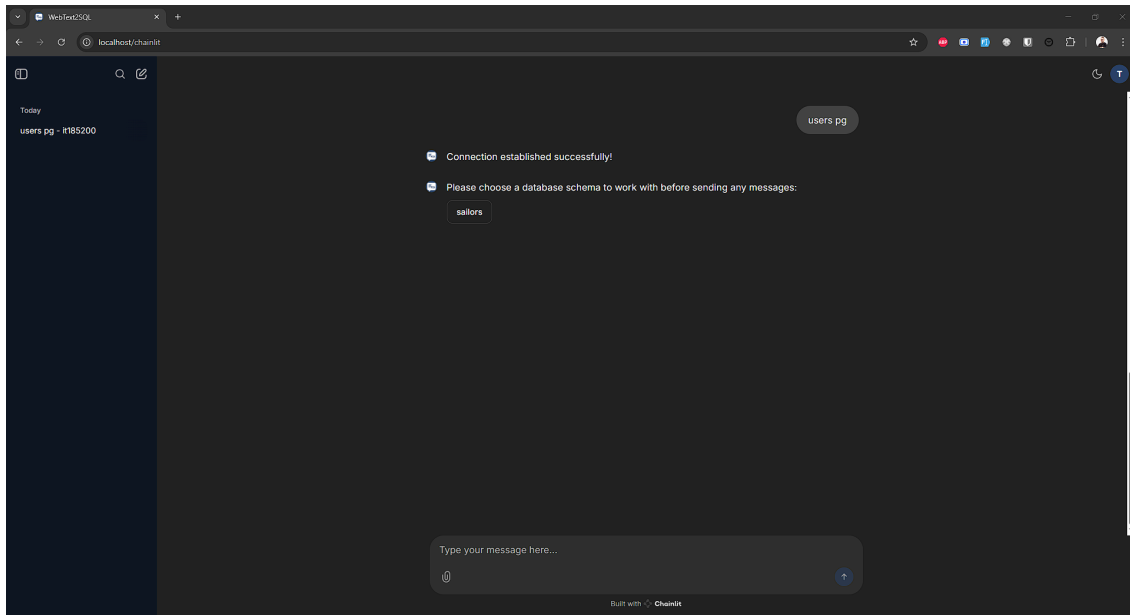 WebText2SQL
localhost/chainlit
T
Today
users pg - it185200
users pg
Connection established successfully!
Please choose a database schema to work with before sending any messages:
sailors
Type your message here...
Built with Chainlit